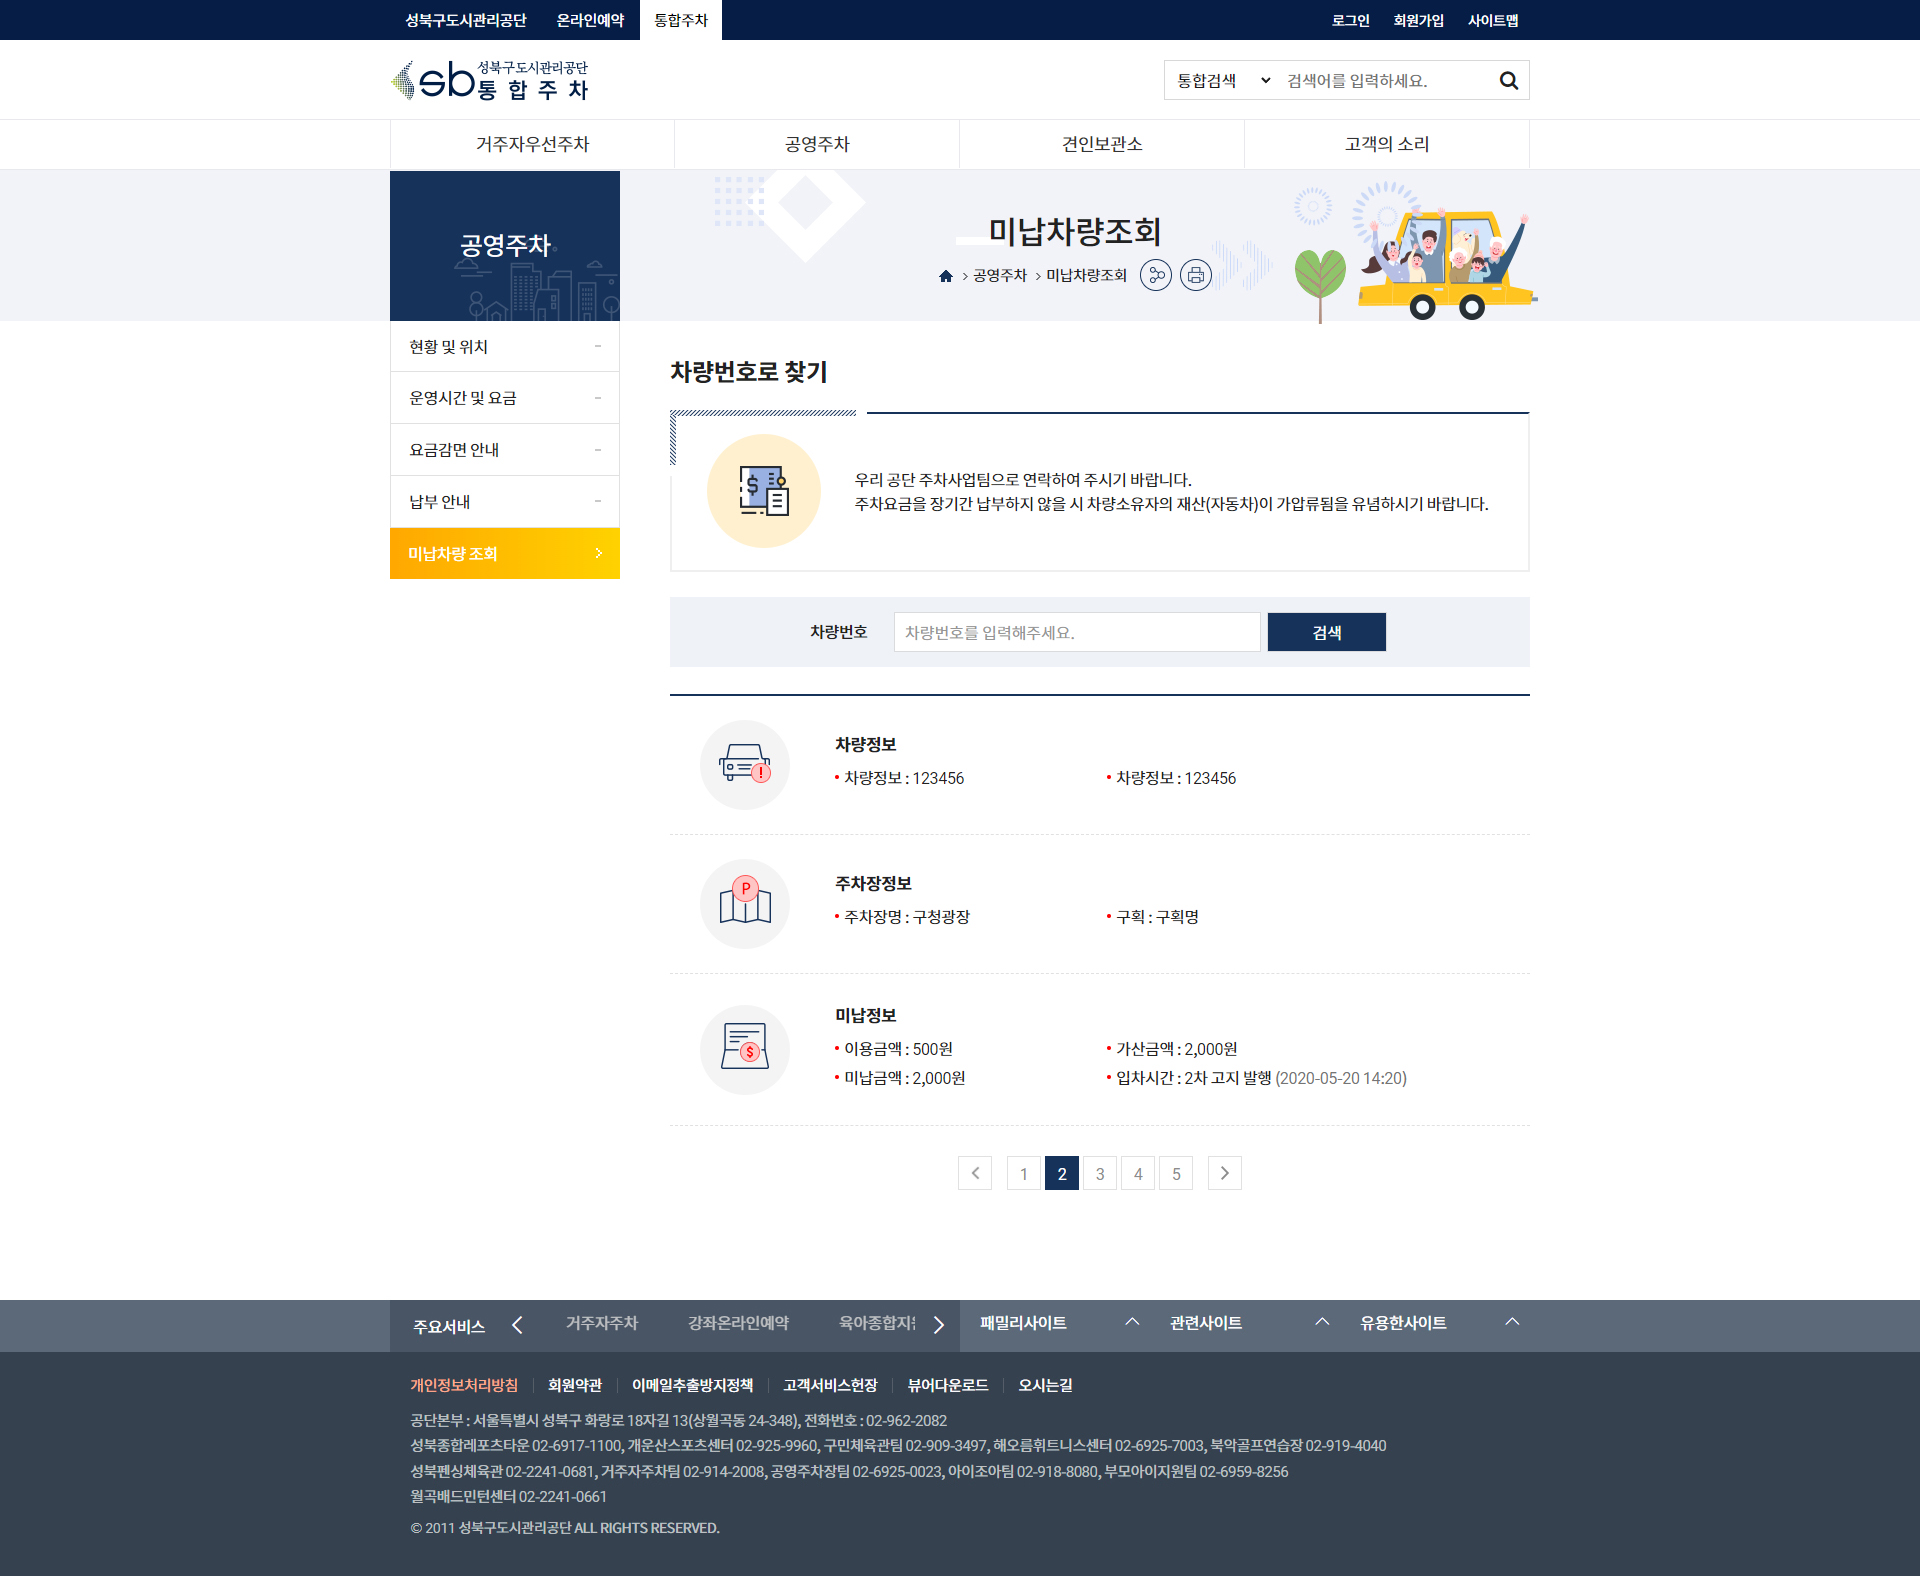 성북구도시관리공단 온라인예약 통합주차 로그인 회원가입 사이트맵
sb 성북구도시관리공단
통합주차
통합검색 검색어를 입력하세요.
거주자우선주차 공영주차 견인보관소 고객의 소리
공영주차
미납차량조회
공영주차 미납차량조회
현황 및 위치
운영시간 및 요금
요금감면 안내
납부 안내
미납차량 조회
차량번호로 찾기
우리 공단 주차사업팀으로 연락하여 주시기 바랍니다.
주차요금을 장기간 납부하지 않을 시 차량소유자의 재산(자동차)이 가압류됨을 유념하시기 바랍니다.
차량번호 차량번호를 입력해주세요. 검색
차량정보
차량정보 : 123456 차량정보 : 123456
P
주차장정보
주차장명 : 구청광장 구획 : 구획명
미납정보
이용금액 : 500원 가산금액 : 2,000원
미납금액 : 2,000원 입차시간 : 2차 고지 발행 (2020-05-20 14:20)
1 2 3 4 5
주요서비스 거주자주차 강좌온라인예약 육아종합지원 패밀리사이트 관련사이트 유용한사이트
개인정보처리방침 회원약관 이메일추출방지정책 고객서비스헌장 뷰어다운로드 오시는길
공단본부 : 서울특별시 성북구 화랑로 18자길 13(상월곡동 24-348), 전화번호 : 02-962-2082
성북종합레포츠타운 02-6917-1100, 개운산스포츠센터 02-925-9960, 구민체육관팀 02-909-3497, 해오름휘트니스센터 02-6925-7003, 북악골프연습장 02-919-4040
성북펜싱체육관 02-2241-0681, 거주자주차팀 02-914-2008, 공영주차장팀 02-6925-0023, 아이조아팀 02-918-8080, 부모아이지원팀 02-6959-8256
월곡배드민턴센터 02-2241-0661
© 2011 성북구도시관리공단 ALL RIGHTS RESERVED.